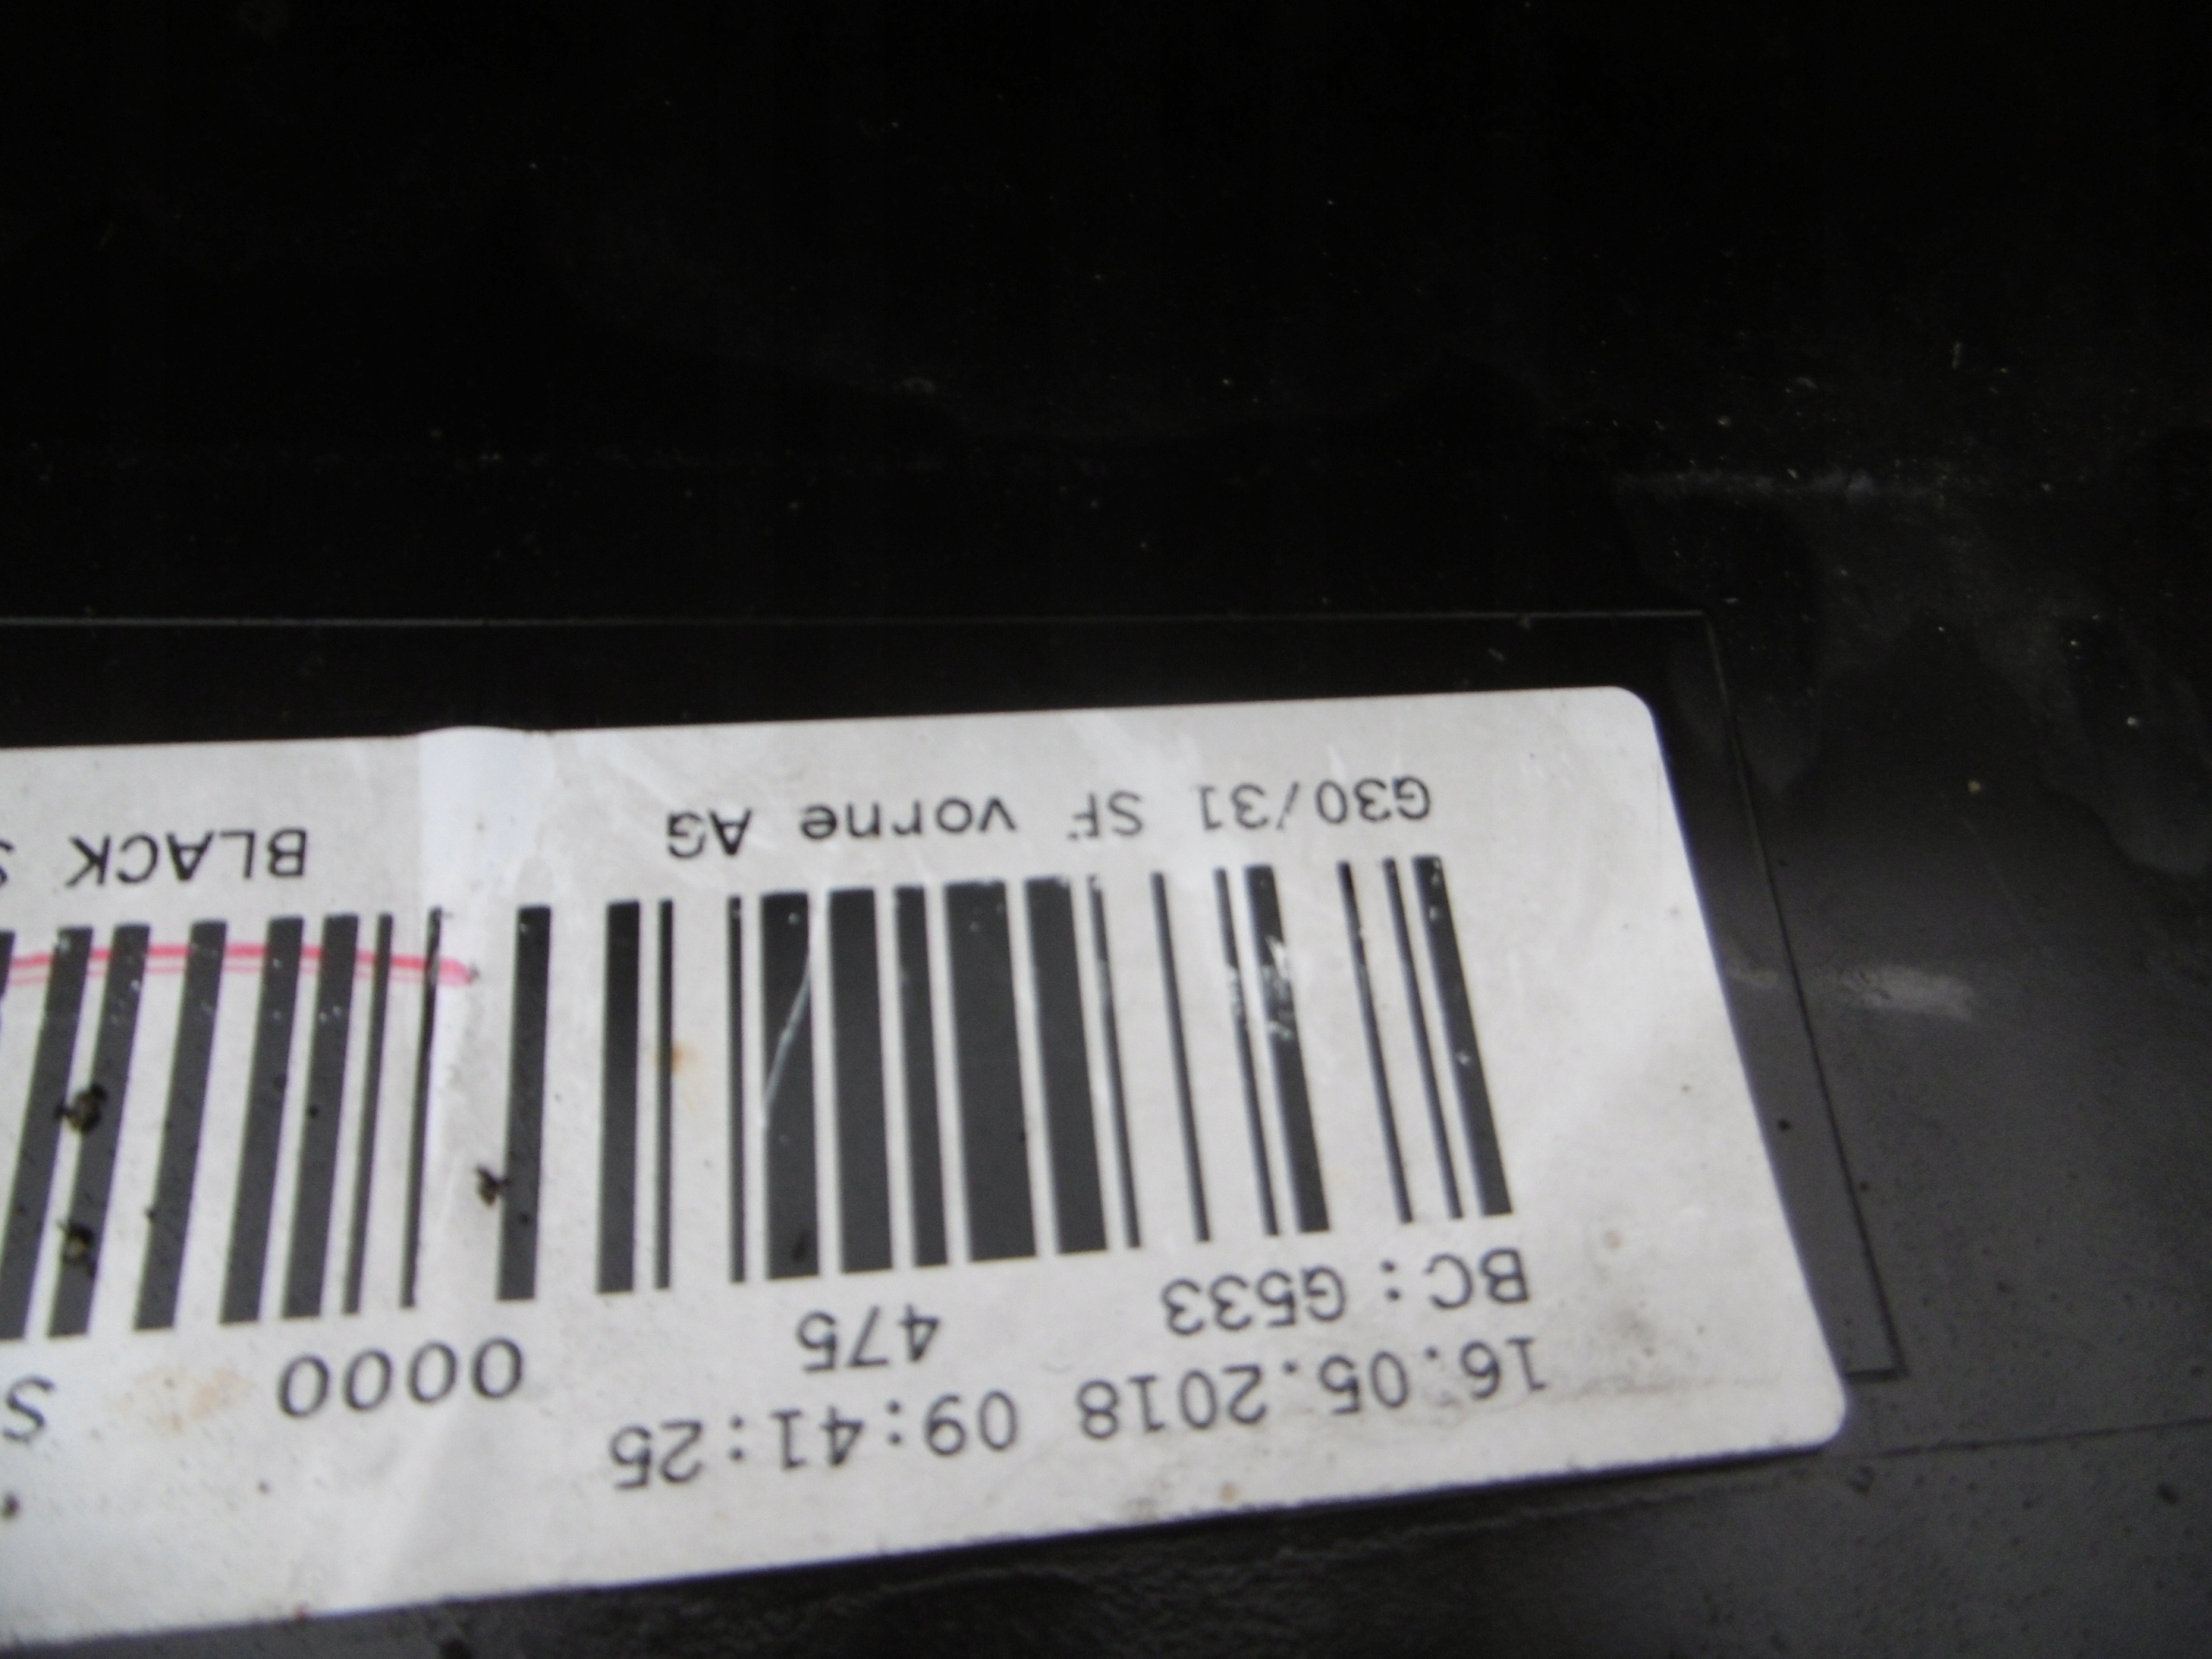 16.05.2018 09:41:25
BC: G533 475 0000 S
G30/31 SF vorne AG BLACK S